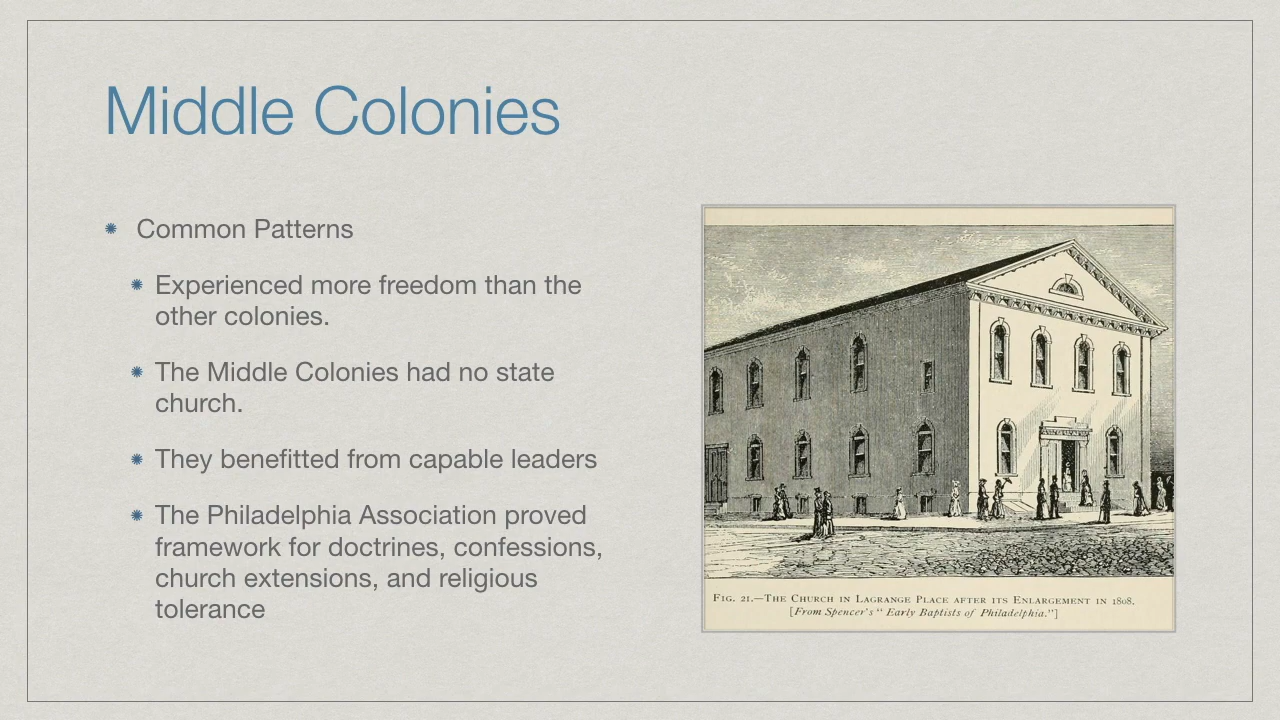 Middle Colonies
Common Patterns
Experienced more freedom than the
other colonies.
The Middle Colonies had no state
church.
They benefitted from capable leaders
The Philadelphia Association proved
framework for doctrines, confessions,
church extensions, and religious
tolerance
Fig. 21.—The Church in Lagrange Place after its Enlargement in 1808.
[From Spencer's "Early Baptists of Philadelphia."]